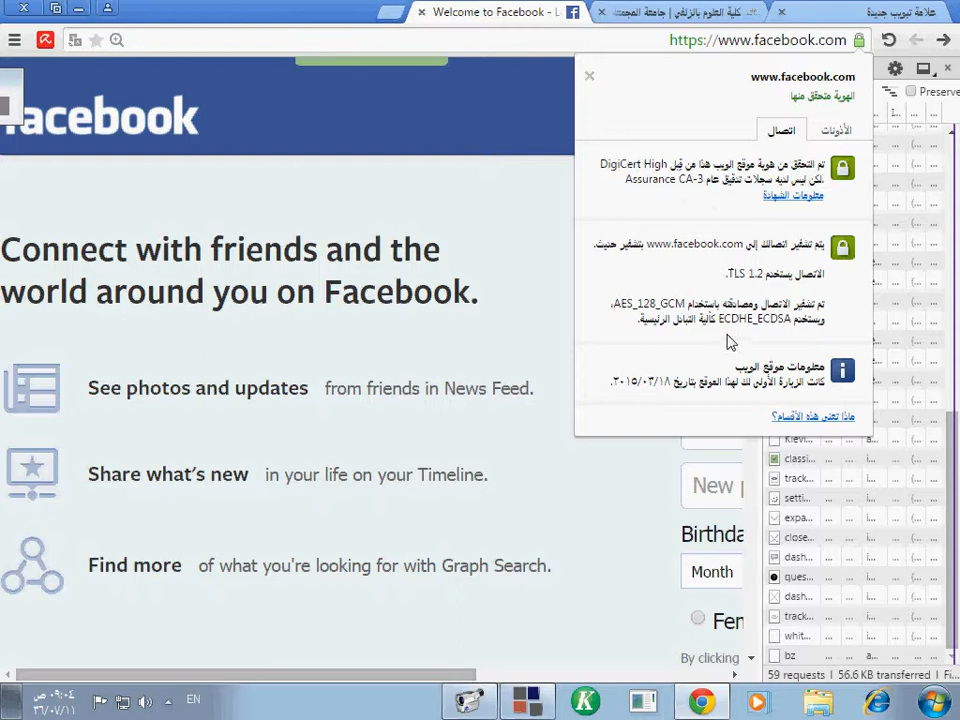 علامة تبويب جديدة
كلية العلوم بالزلفي | جامعة المجمعة
Welcome to Facebook - L
https://www.facebook.com
Preserve
facebook
Connect with friends and the
world around you on Facebook.
See photos and updates from friends in News Feed.
Share what's new in your life on your Timeline.
Find more of what you're looking for with Graph Search.
www.facebook.com
الهوية متحقق منها
الأذونات
اتصال
تم التحقق من هوية موقع الويب هذا من قِبل DigiCert High
Assurance CA-3 لكن ليس لديه سجلات تدقيق عام.
معلومات الشهادة
يتم تشفير اتصالك إلى www.facebook.com بتشفير حديث.
الاتصال يستخدم TLS 1.2.
تم تشفير الاتصال ومصادقته باستخدام AES_128_GCM،
ويستخدم ECDHE_ECDSA كآلية التبادل الرئيسية.
معلومات موقع الويب
كانت الزيارة الأولى لك لهذا الموقع بتاريخ ٢٠١٥/٠٣/١٨.
ماذا تعني هذه الأقسام؟
New p
Birthda
Month
Fem
By clicking
classi...
track...
setti...
expa...
close...
dash...
ques...
dash...
track...
whit...
bz
59 requests | 56.6 KB transferred | Fi
EN
٠٩:٠٤ ص
٣٦/٠٧/١١